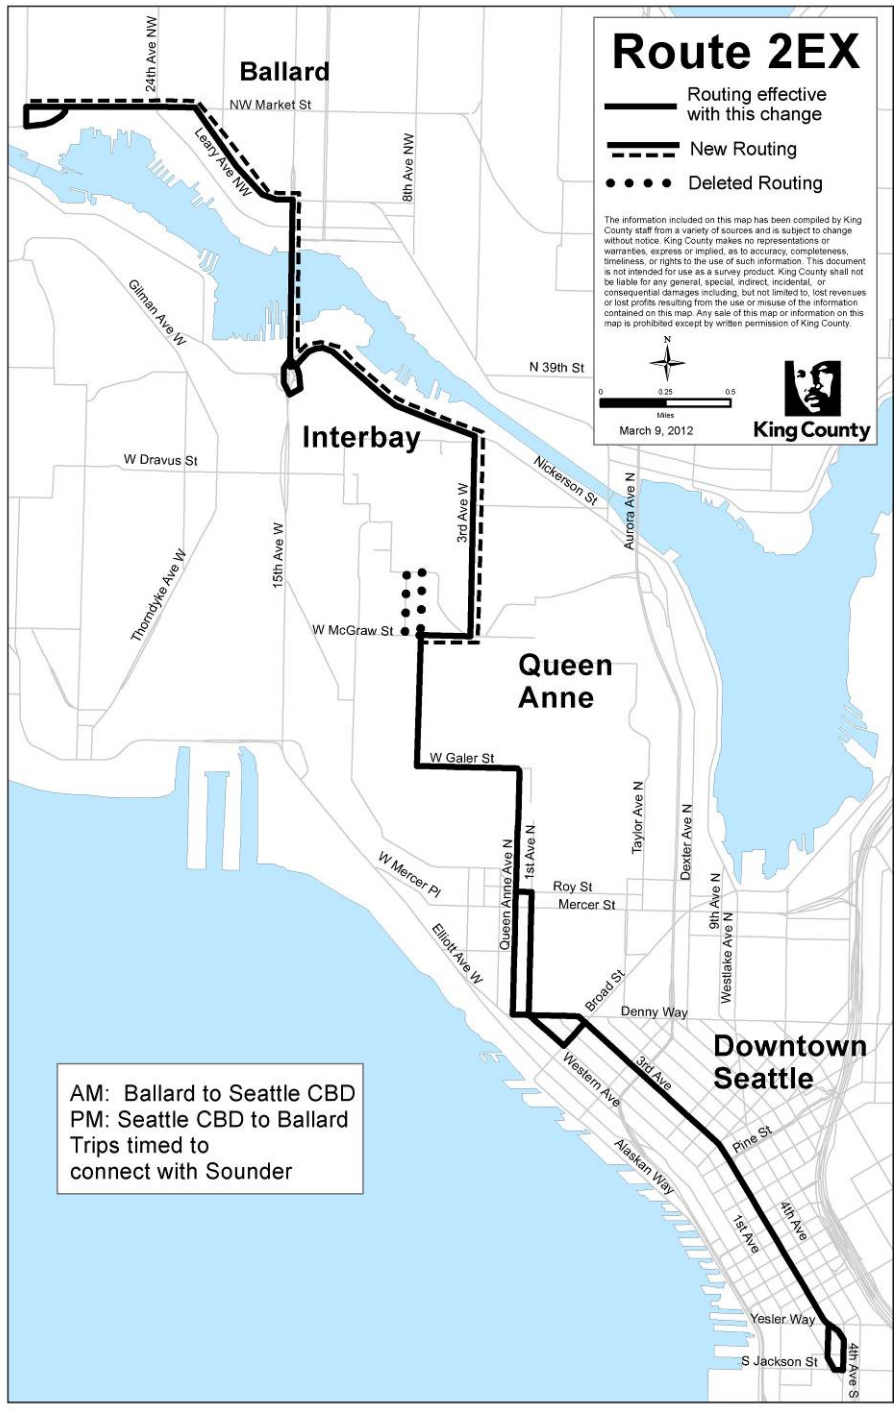 Route 2EX
Routing effective
with this change
New Routing
Deleted Routing
The information included on this map has been compiled by King
County staff from a variety of sources and is subject to change
without notice. King County makes no representations or
warranties, express or implied, as to accuracy, completeness,
timeliness, or rights to the use of such information. This document
is not intended for use as a survey product. King County shall not
be liable for any general, special, indirect, incidental, or
consequential damages including, but not limited to, lost revenues
or lost profits resulting from the use or misuse of the information
contained on this map. Any sale of this map or information on this
map is prohibited except by written permission of King County.
N
0 0.25 0.5
Miles
March 9, 2012
King County
24th Ave NW
Ballard
NW Market St
Leary Ave NW
8th Ave NW
Gilman Ave W
N 39th St
Interbay
W Dravus St
Nickerson St
Aurora Ave N
3rd Ave W
15th Ave W
Thorndyke Ave W
W McGraw St
Queen
Anne
W Galer St
Taylor Ave N
Dexter Ave N
1st Ave N
Queen Anne Ave N
W Mercer Pl
Roy St
Mercer St
9th Ave N
Westlake Ave N
Elliott Ave W
Broad St
Denny Way
Downtown
Seattle
3rd Ave
Western Ave
Pine St
Alaskan Way
4th Ave
1st Ave
Yesler Way
S Jackson St
4th Ave S
AM: Ballard to Seattle CBD
PM: Seattle CBD to Ballard
Trips timed to
connect with Sounder